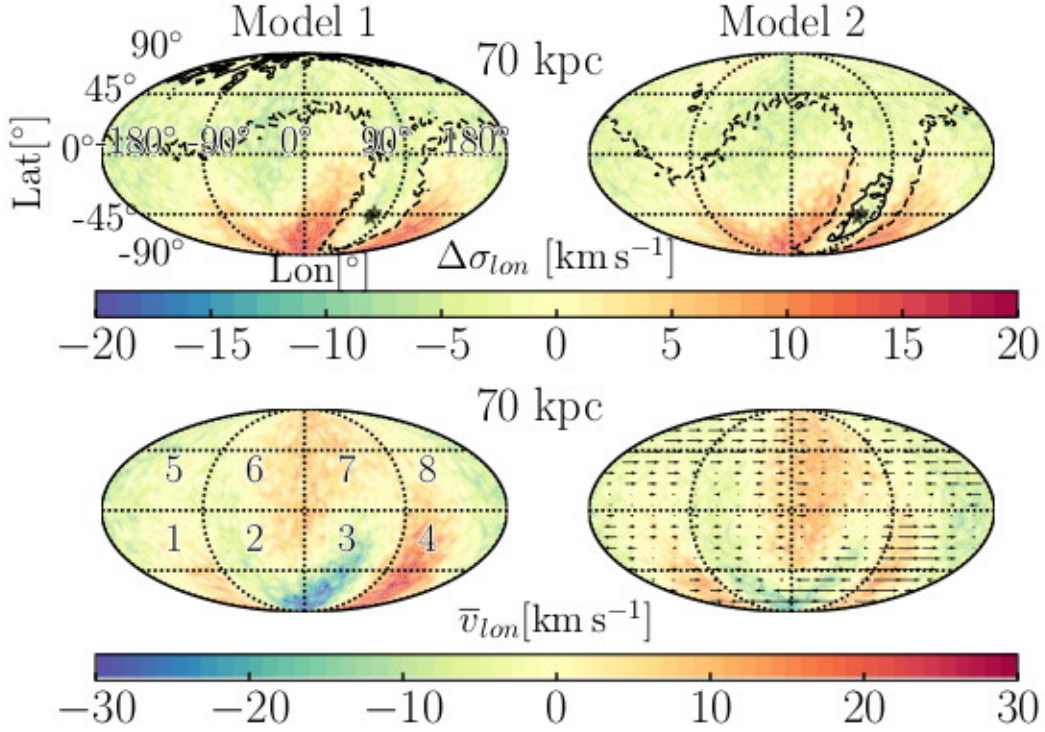 Model 1 Model 2
70 kpc
90°
45°
0° -180° -90° 0° 90° 180°
-45°
-90°
Lat[°]
Lon[°]
Δσ_lon [km s⁻¹]
−20 −15 −10 −5 0 5 10 15 20
70 kpc
5 6 7 8
1 2 3 4
v̅_lon[km s⁻¹]
−30 −20 −10 0 10 20 30